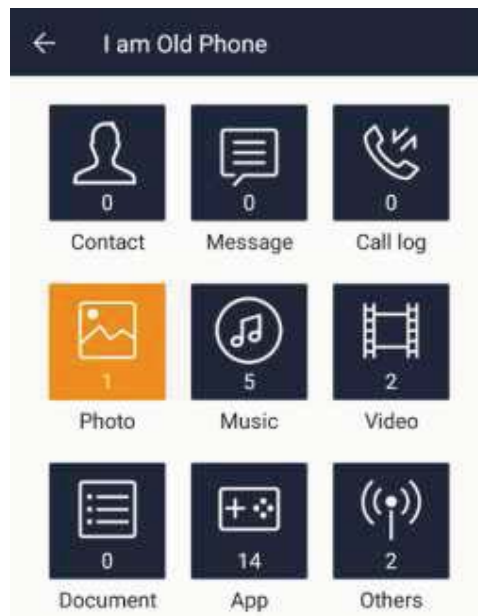 I am Old Phone
0 0 0
Contact Message Call log
1 5 2
Photo Music Video
0 14 2
Document App Others